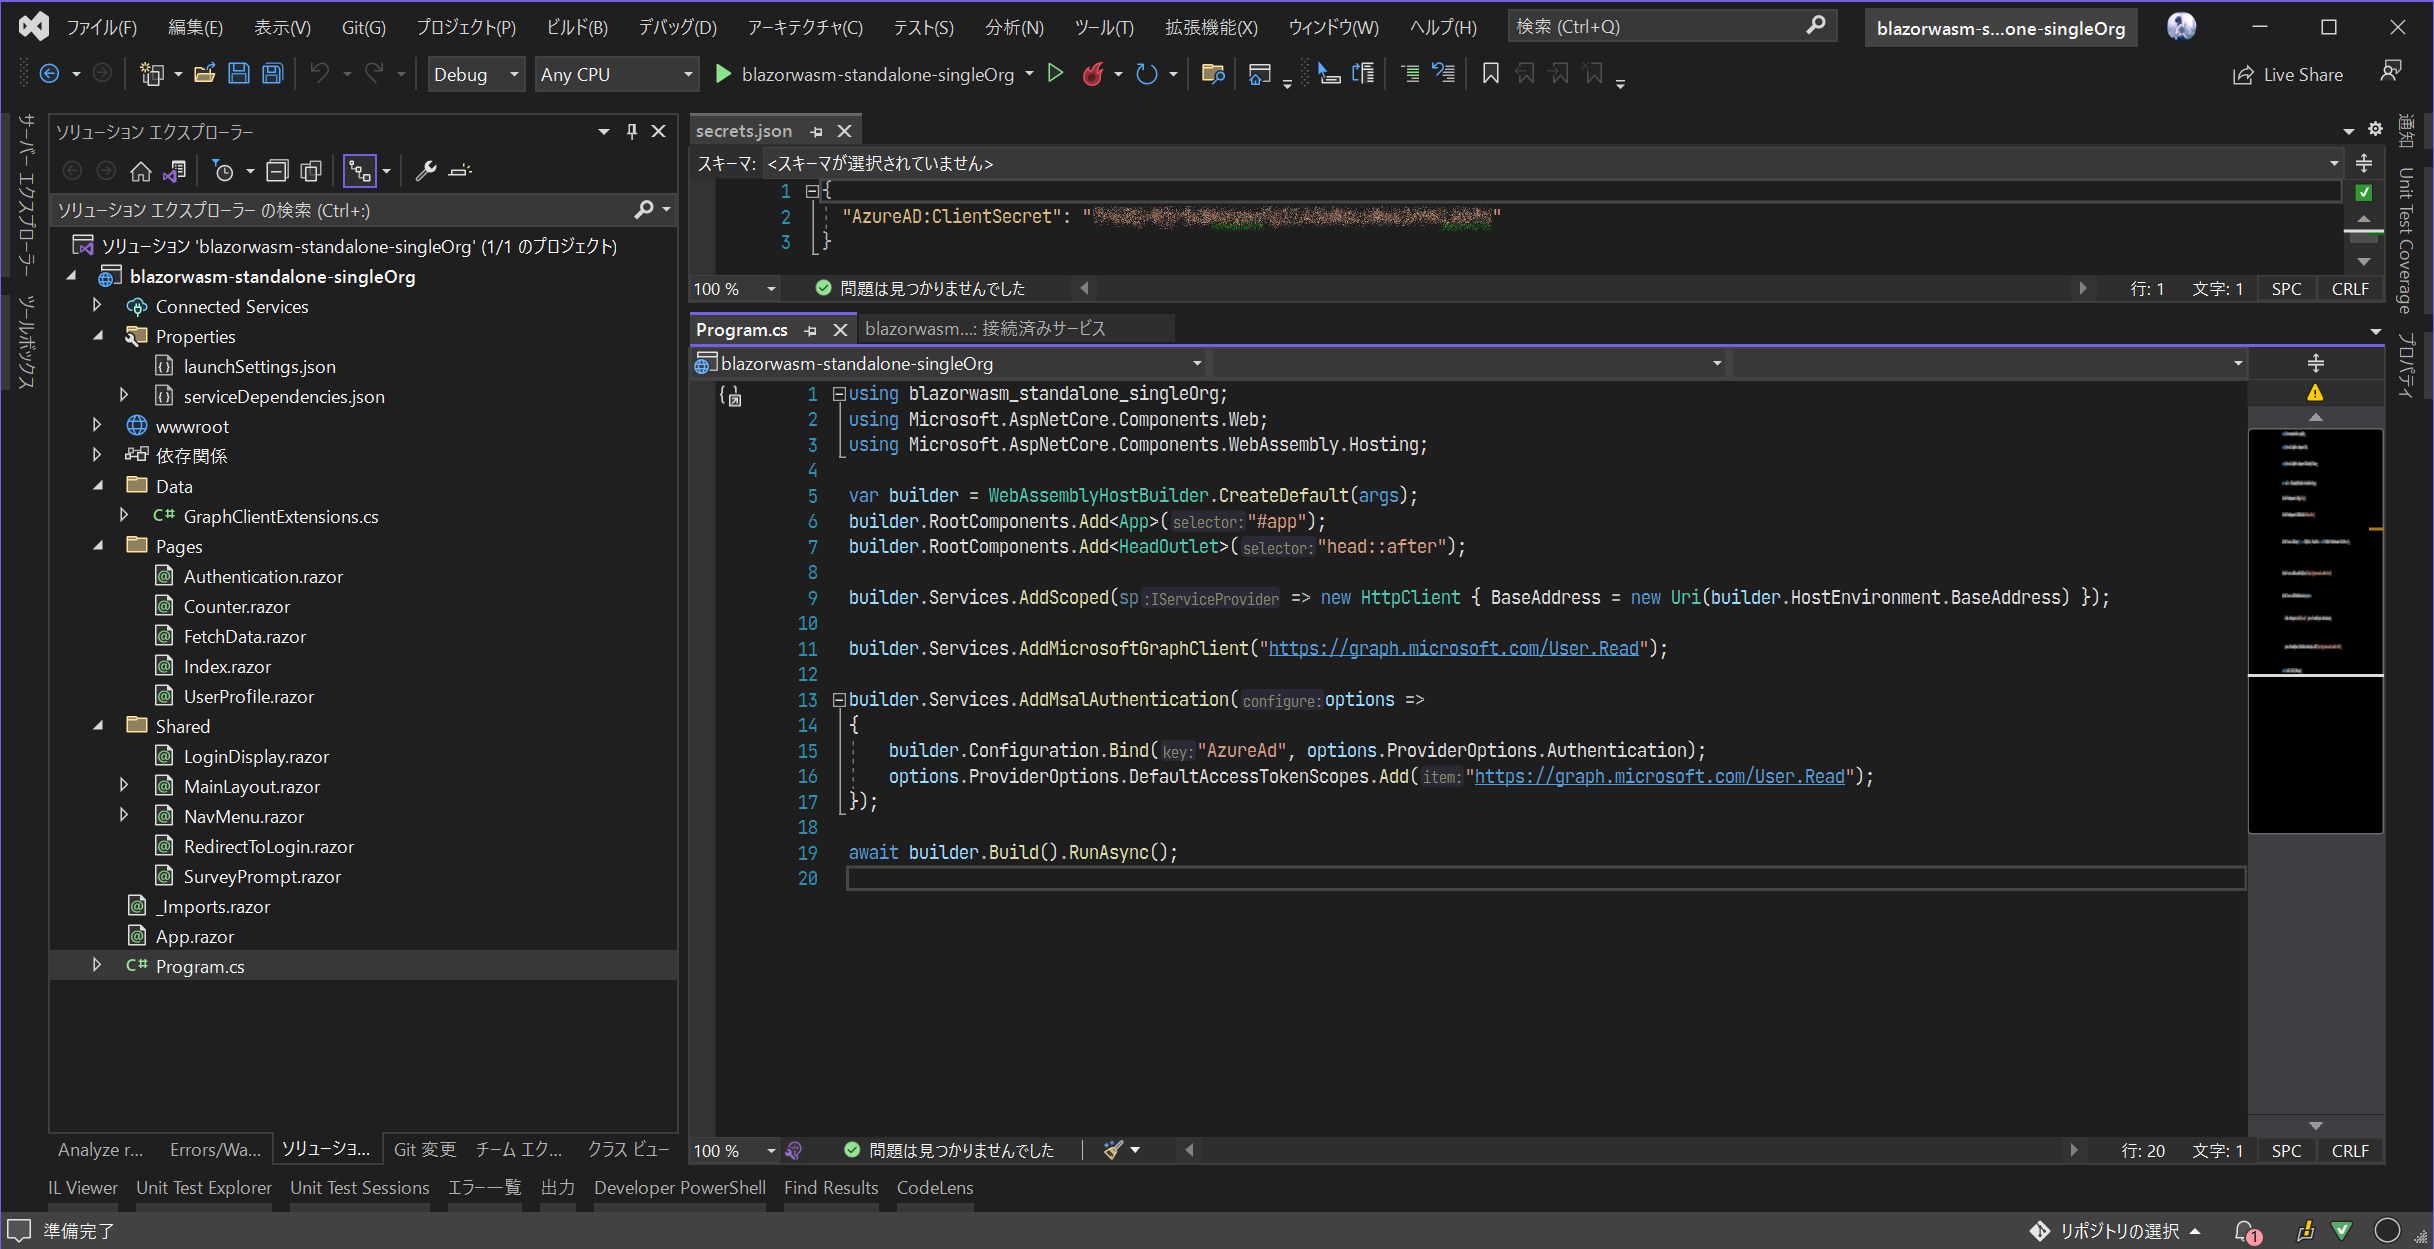 ファイル(F) 編集(E) 表示(V) Git(G) プロジェクト(P) ビルド(B) デバッグ(D) アーキテクチャ(C) テスト(S) 分析(N) ツール(T) 拡張機能(X) ウィンドウ(W) ヘルプ(H) 検索 (Ctrl+Q) blazorwasm-s...one-singleOrg
Debug Any CPU blazorwasm-standalone-singleOrg Live Share
サーバー エクスプローラー
ツールボックス
ソリューション エクスプローラー
ソリューション エクスプローラー の検索 (Ctrl+:)
ソリューション 'blazorwasm-standalone-singleOrg' (1/1 のプロジェクト)
blazorwasm-standalone-singleOrg
Connected Services
Properties
launchSettings.json
serviceDependencies.json
wwwroot
依存関係
Data
C# GraphClientExtensions.cs
Pages
Authentication.razor
Counter.razor
FetchData.razor
Index.razor
UserProfile.razor
Shared
LoginDisplay.razor
MainLayout.razor
NavMenu.razor
RedirectToLogin.razor
SurveyPrompt.razor
_Imports.razor
App.razor
C# Program.cs
Analyze r... Errors/Wa... ソリューショ... Git 変更 チーム エク... クラス ビュー
secrets.json
スキーマ: <スキーマが選択されていません>
1 {
2 "AzureAD:ClientSecret": " "
3 }
100 % 問題は見つかりませんでした 行: 1 文字: 1 SPC CRLF
Program.cs blazorwasm...: 接続済みサービス
blazorwasm-standalone-singleOrg
1 using blazorwasm_standalone_singleOrg;
2 using Microsoft.AspNetCore.Components.Web;
3 using Microsoft.AspNetCore.Components.WebAssembly.Hosting;
4
5 var builder = WebAssemblyHostBuilder.CreateDefault(args);
6 builder.RootComponents.Add<App>(selector:"#app");
7 builder.RootComponents.Add<HeadOutlet>(selector:"head::after");
8
9 builder.Services.AddScoped(sp:IServiceProvider => new HttpClient { BaseAddress = new Uri(builder.HostEnvironment.BaseAddress) });
10
11 builder.Services.AddMicrosoftGraphClient("https://graph.microsoft.com/User.Read");
12
13 builder.Services.AddMsalAuthentication(configure:options =>
14 {
15 builder.Configuration.Bind(key:"AzureAd", options.ProviderOptions.Authentication);
16 options.ProviderOptions.DefaultAccessTokenScopes.Add(item:"https://graph.microsoft.com/User.Read");
17 });
18
19 await builder.Build().RunAsync();
20
100 % 問題は見つかりませんでした 行: 20 文字: 1 SPC CRLF
通知
Unit Test Coverage
プロパティ
IL Viewer Unit Test Explorer Unit Test Sessions エラー一覧 出力 Developer PowerShell Find Results CodeLens
準備完了 リポジトリの選択 1